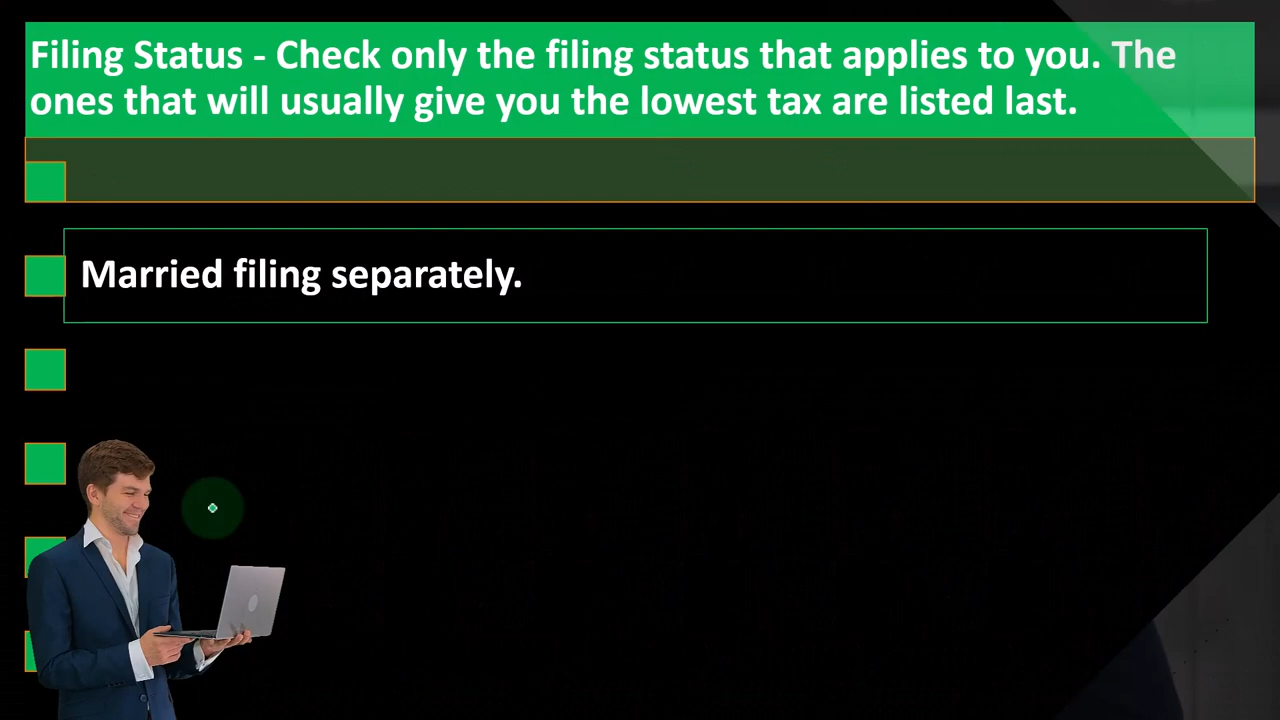 Filing Status - Check only the filing status that applies to you. The
ones that will usually give you the lowest tax are listed last.
Married filing separately.